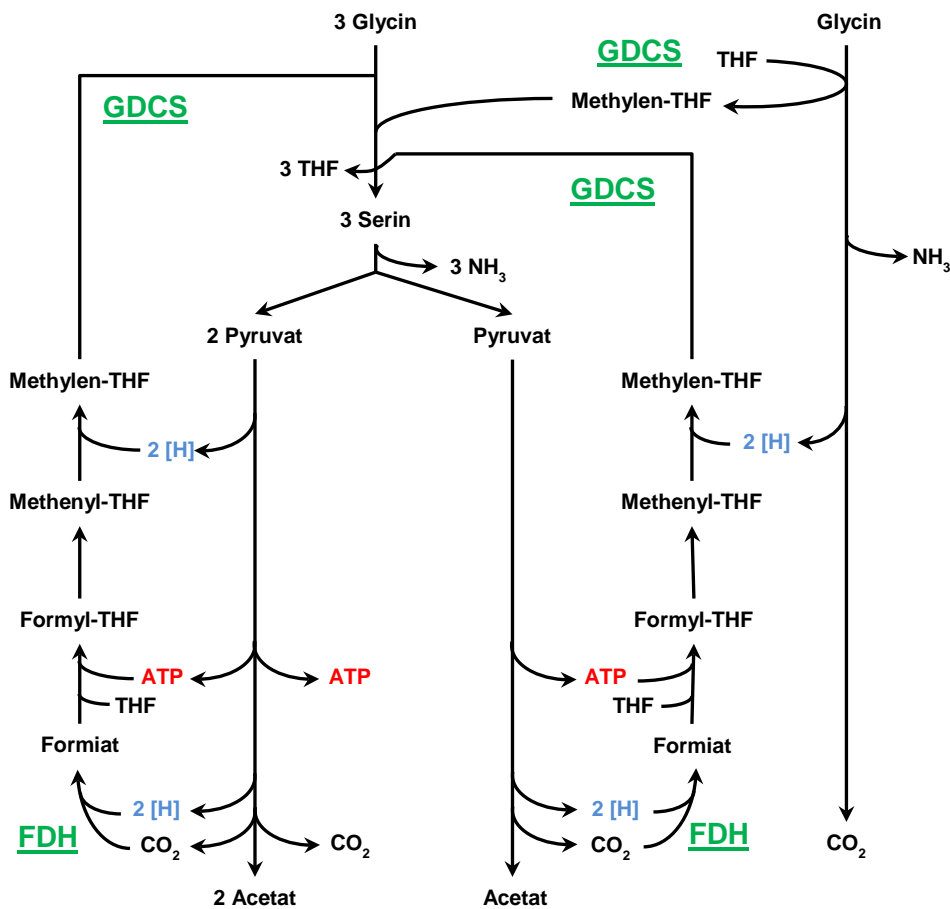 3 Glycin
Glycin
GDCS
THF
GDCS
Methylen-THF
3 THF
GDCS
3 Serin
3 NH3
NH3
2 Pyruvat
Pyruvat
Methylen-THF
Methylen-THF
2 [H]
2 [H]
Methenyl-THF
Methenyl-THF
Formyl-THF
Formyl-THF
ATP
ATP
ATP
THF
THF
Formiat
Formiat
2 [H]
2 [H]
FDH
CO2
CO2
CO2
FDH
CO2
2 Acetat
Acetat